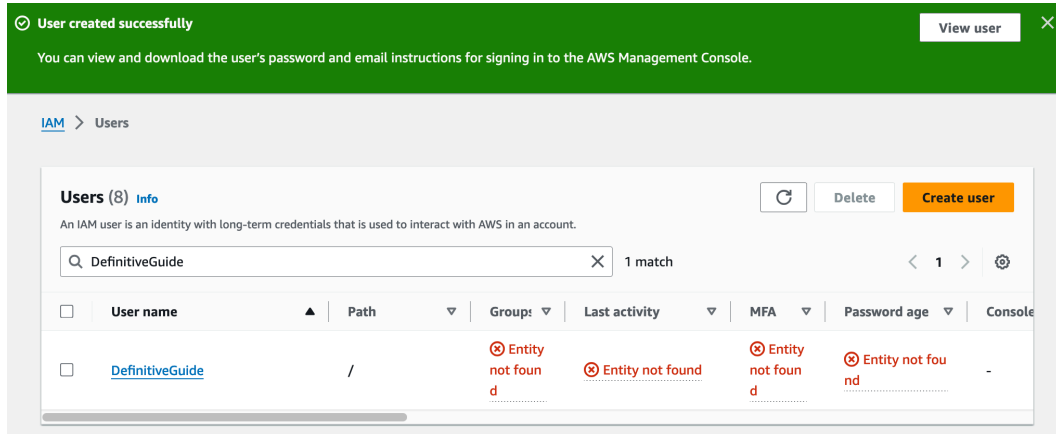 User created successfully
View user
You can view and download the user's password and email instructions for signing in to the AWS Management Console.
IAM > Users
Users (8) Info
Delete
Create user
An IAM user is an identity with long-term credentials that is used to interact with AWS in an account.
DefinitiveGuide
1 match
1
User name
Path
Groups
Last activity
MFA
Password age
Console
DefinitiveGuide
/
Entity
not foun
d
Entity not found
Entity
not foun
d
Entity not fou
nd
-